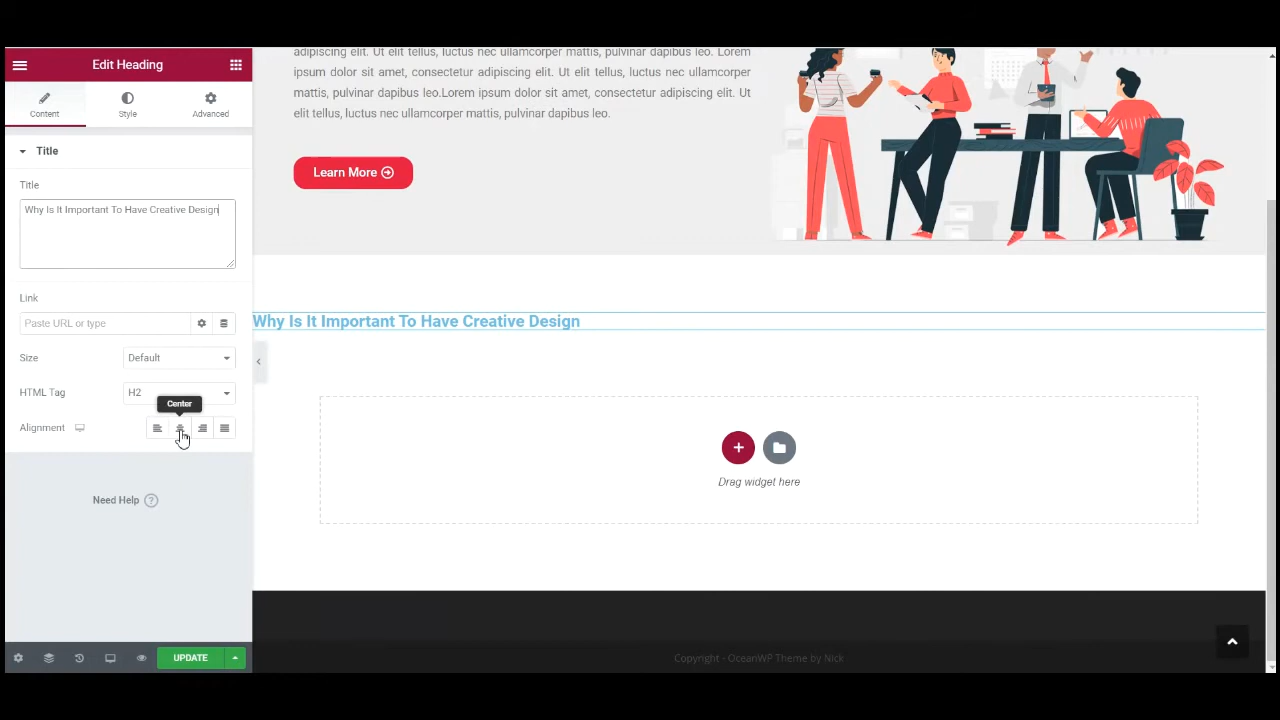 Edit Heading
Content
Style
Advanced
Title
Title
Why Is It Important To Have Creative Design
Link
Paste URL or type
Size
Default
HTML Tag
H2
Center
Alignment
Need Help ?
UPDATE
adipiscing elit. Ut elit tellus, luctus nec ullamcorper mattis, pulvinar dapibus leo. Lorem
ipsum dolor sit amet, consectetur adipiscing elit. Ut elit tellus, luctus nec ullamcorper
mattis, pulvinar dapibus leo.Lorem ipsum dolor sit amet, consectetur adipiscing elit. Ut
elit tellus, luctus nec ullamcorper mattis, pulvinar dapibus leo.
Learn More
Why Is It Important To Have Creative Design
Drag widget here
Copyright - OceanWP Theme by Nick